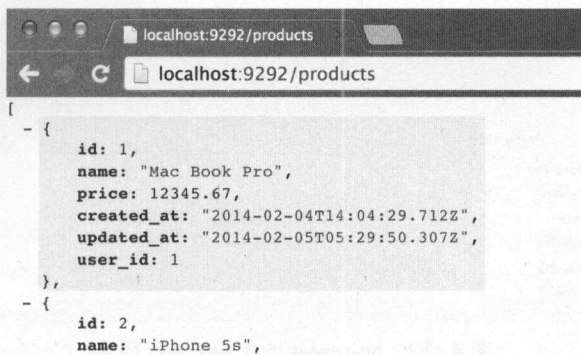 localhost:9292/products
localhost:9292/products
[
- {
id: 1,
name: "Mac Book Pro",
price: 12345.67,
created_at: "2014-02-04T14:04:29.712Z",
updated_at: "2014-02-05T05:29:50.307Z",
user_id: 1
},
- {
id: 2,
name: "iPhone 5s",